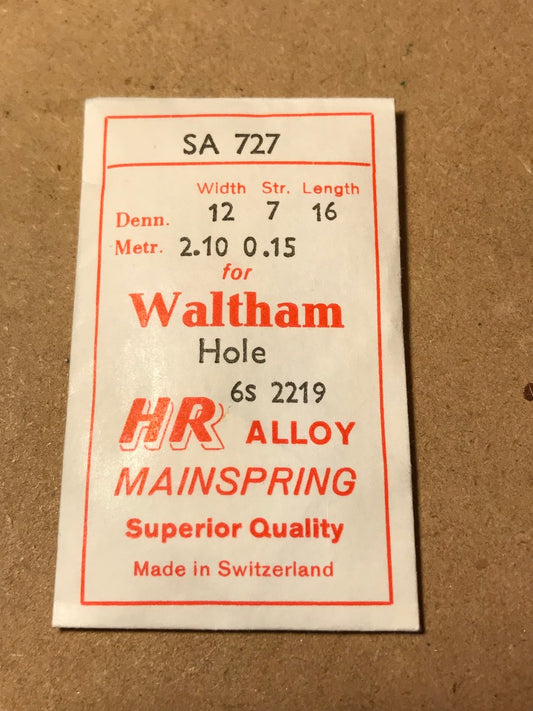 SA 727
Width Str. Length
Denn. 12 7 16
Metr. 2.10 0.15
for
Waltham
Hole
6s 2219
HR ALLOY
MAINSPRING
Superior Quality
Made in Switzerland